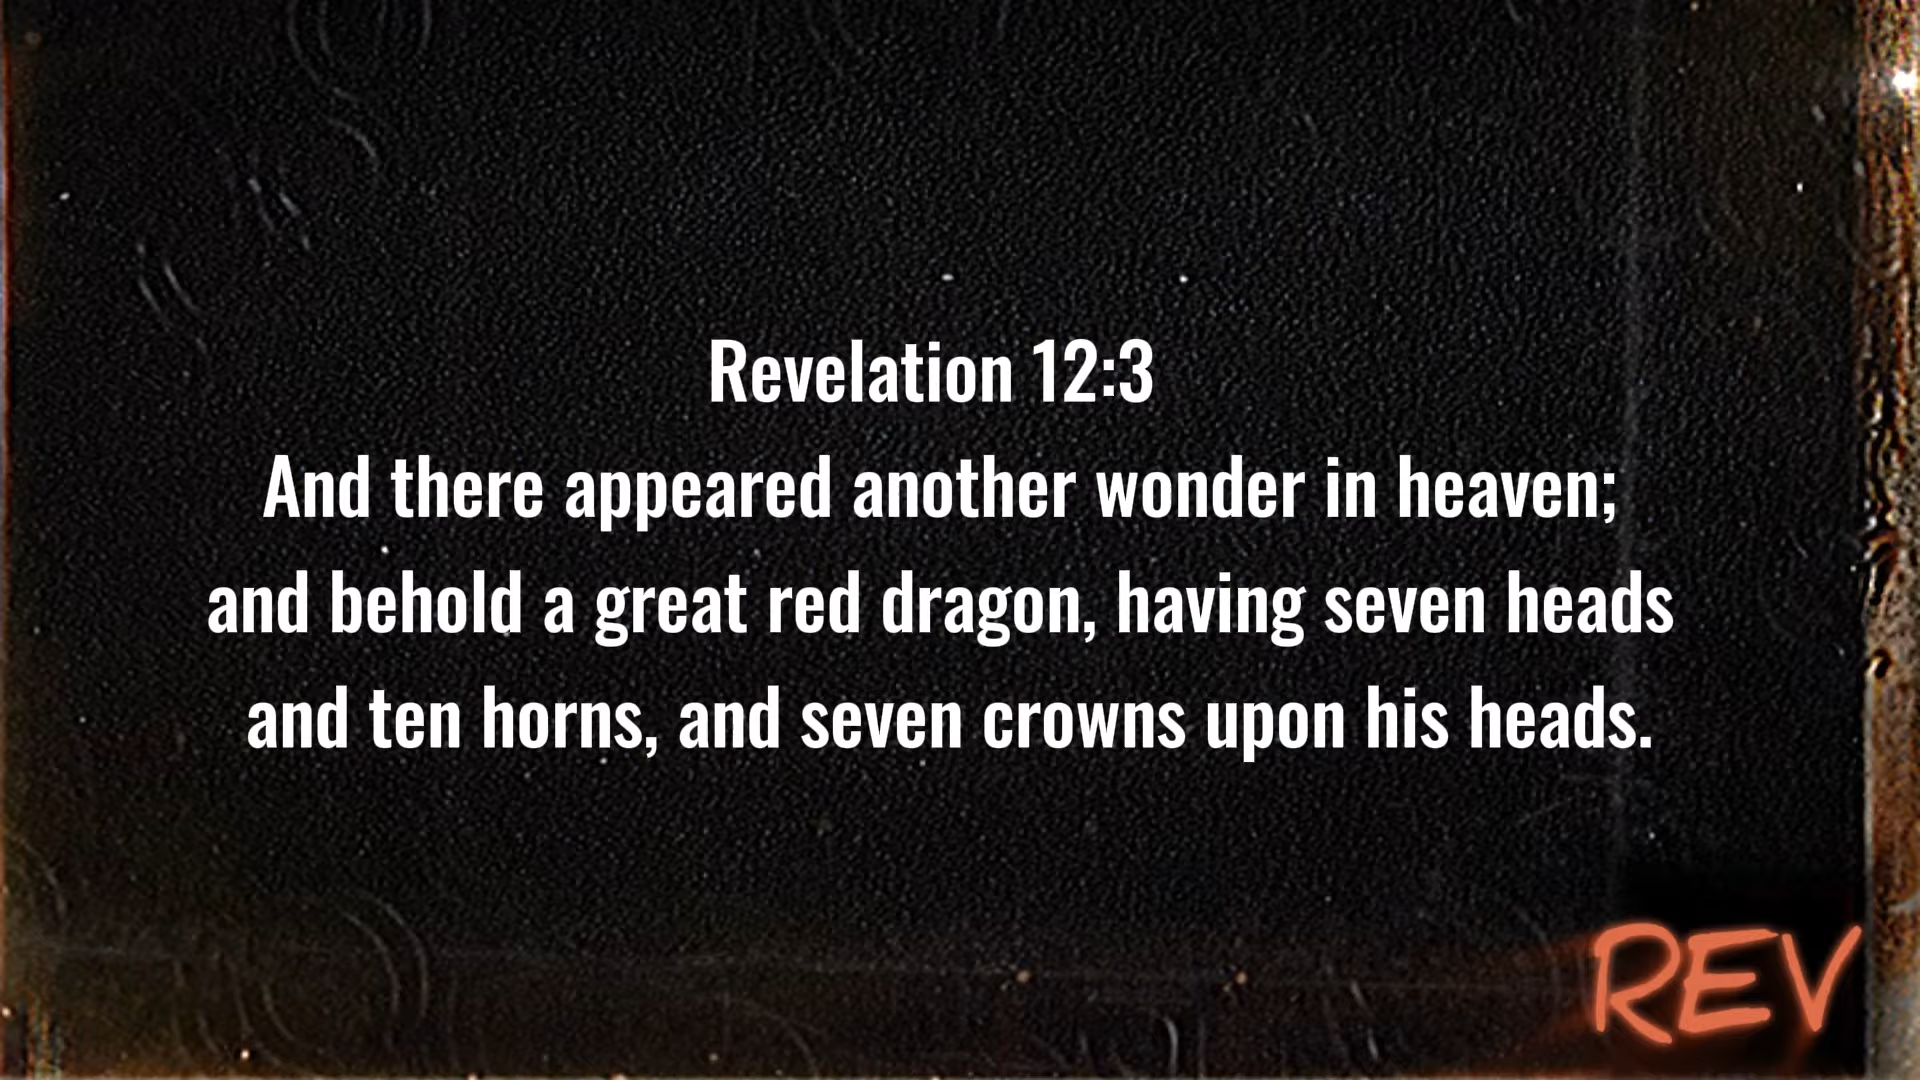 Revelation 12:3
And there appeared another wonder in heaven;
and behold a great red dragon, having seven heads
and ten horns, and seven crowns upon his heads.
REV